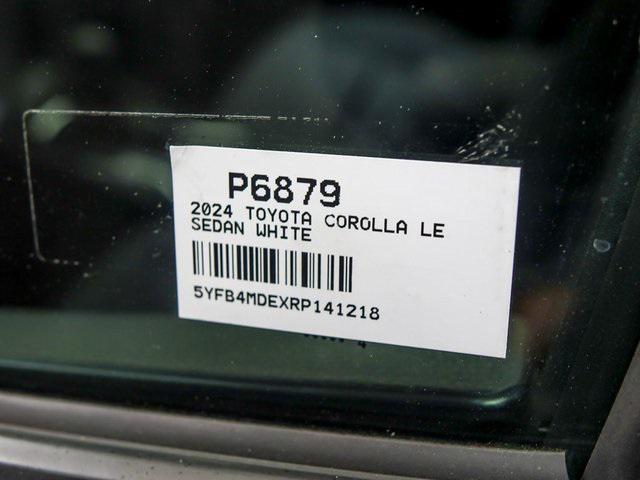 P6879
2024 TOYOTA COROLLA LE
SEDAN WHITE
5YFB4MDEXRP141218